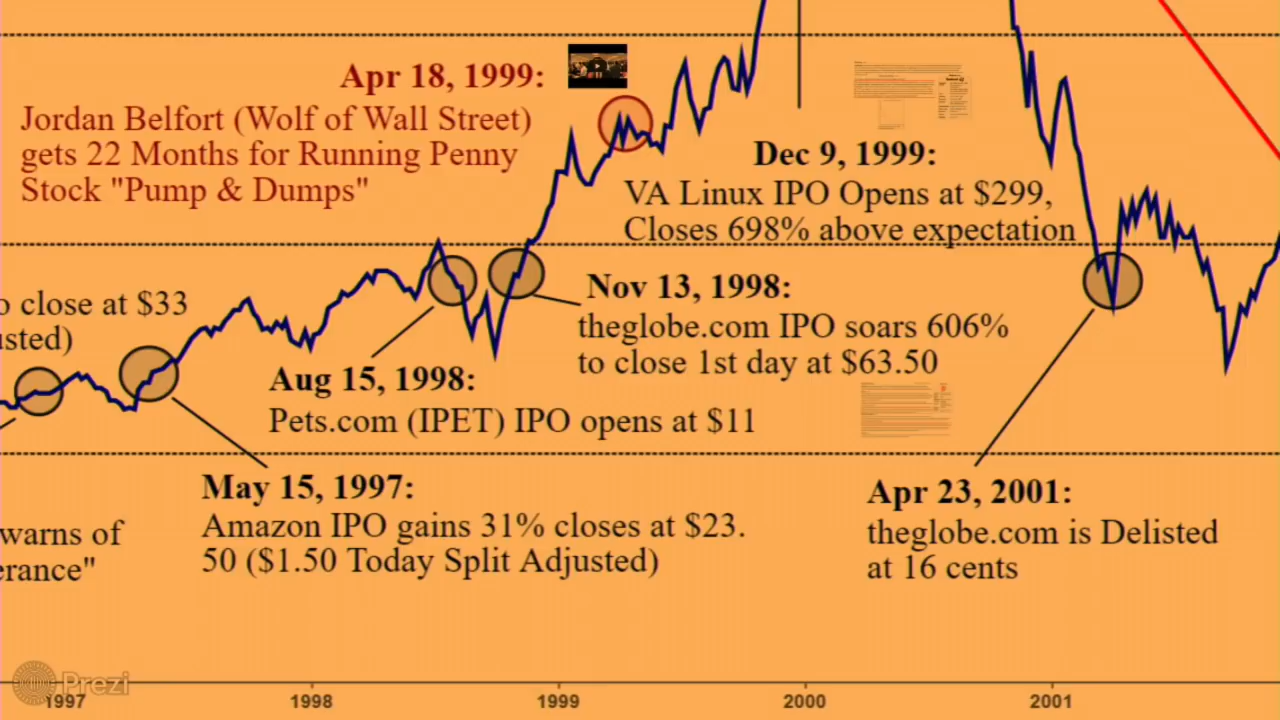 Apr 18, 1999:
Jordan Belfort (Wolf of Wall Street)
gets 22 Months for Running Penny
Stock "Pump & Dumps"
Dec 9, 1999:
VA Linux IPO Opens at $299,
Closes 698% above expectation
Nov 13, 1998:
theglobe.com IPO soars 606%
to close 1st day at $63.50
close at $33
Aug 15, 1998:
Pets.com (IPET) IPO opens at $11
May 15, 1997:
Amazon IPO gains 31% closes at $23.
50 ($1.50 Today Split Adjusted)
warns of
Apr 23, 2001:
theglobe.com is Delisted
at 16 cents
Prezi
1997 1998 1999 2000 2001